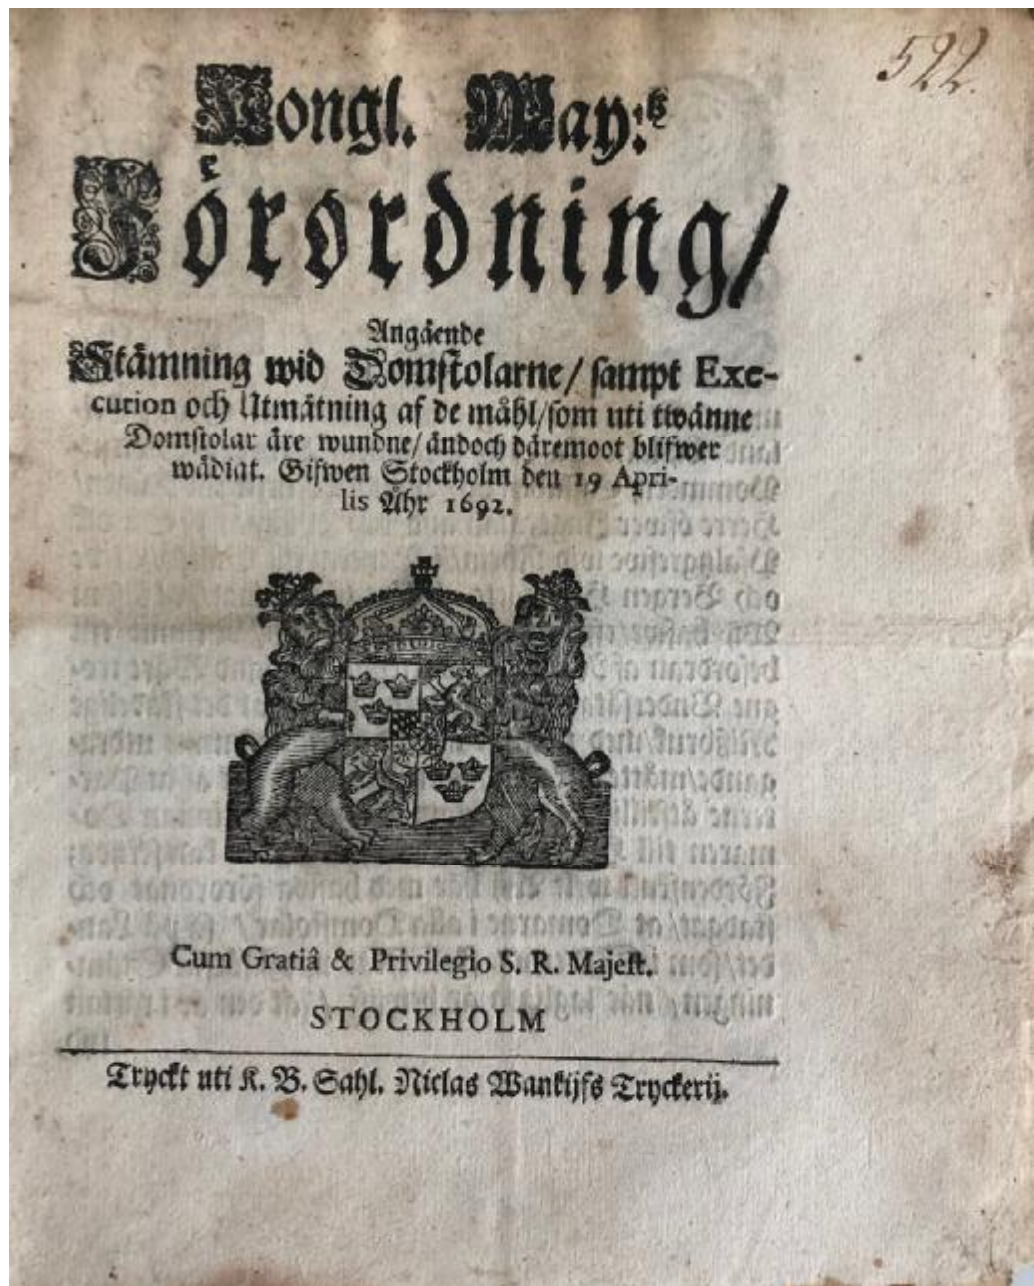 522.
Kongl. May:tz
Förordning/
Angående
Stämning wid Domstolarne/ sampt Exe-
cution och Utmätning af de måhl/som uti twänne
Domstolar äre wundne/ ändoch däremoot blifwer
wädiat. Gifwen Stockholm den 19 Apri-
lis Åhr 1692.
Cum Gratiâ & Privilegio S. R. Majest.
STOCKHOLM
Tryckt uti K. B. Sahl. Niclas Wankijfs Tryckerij.